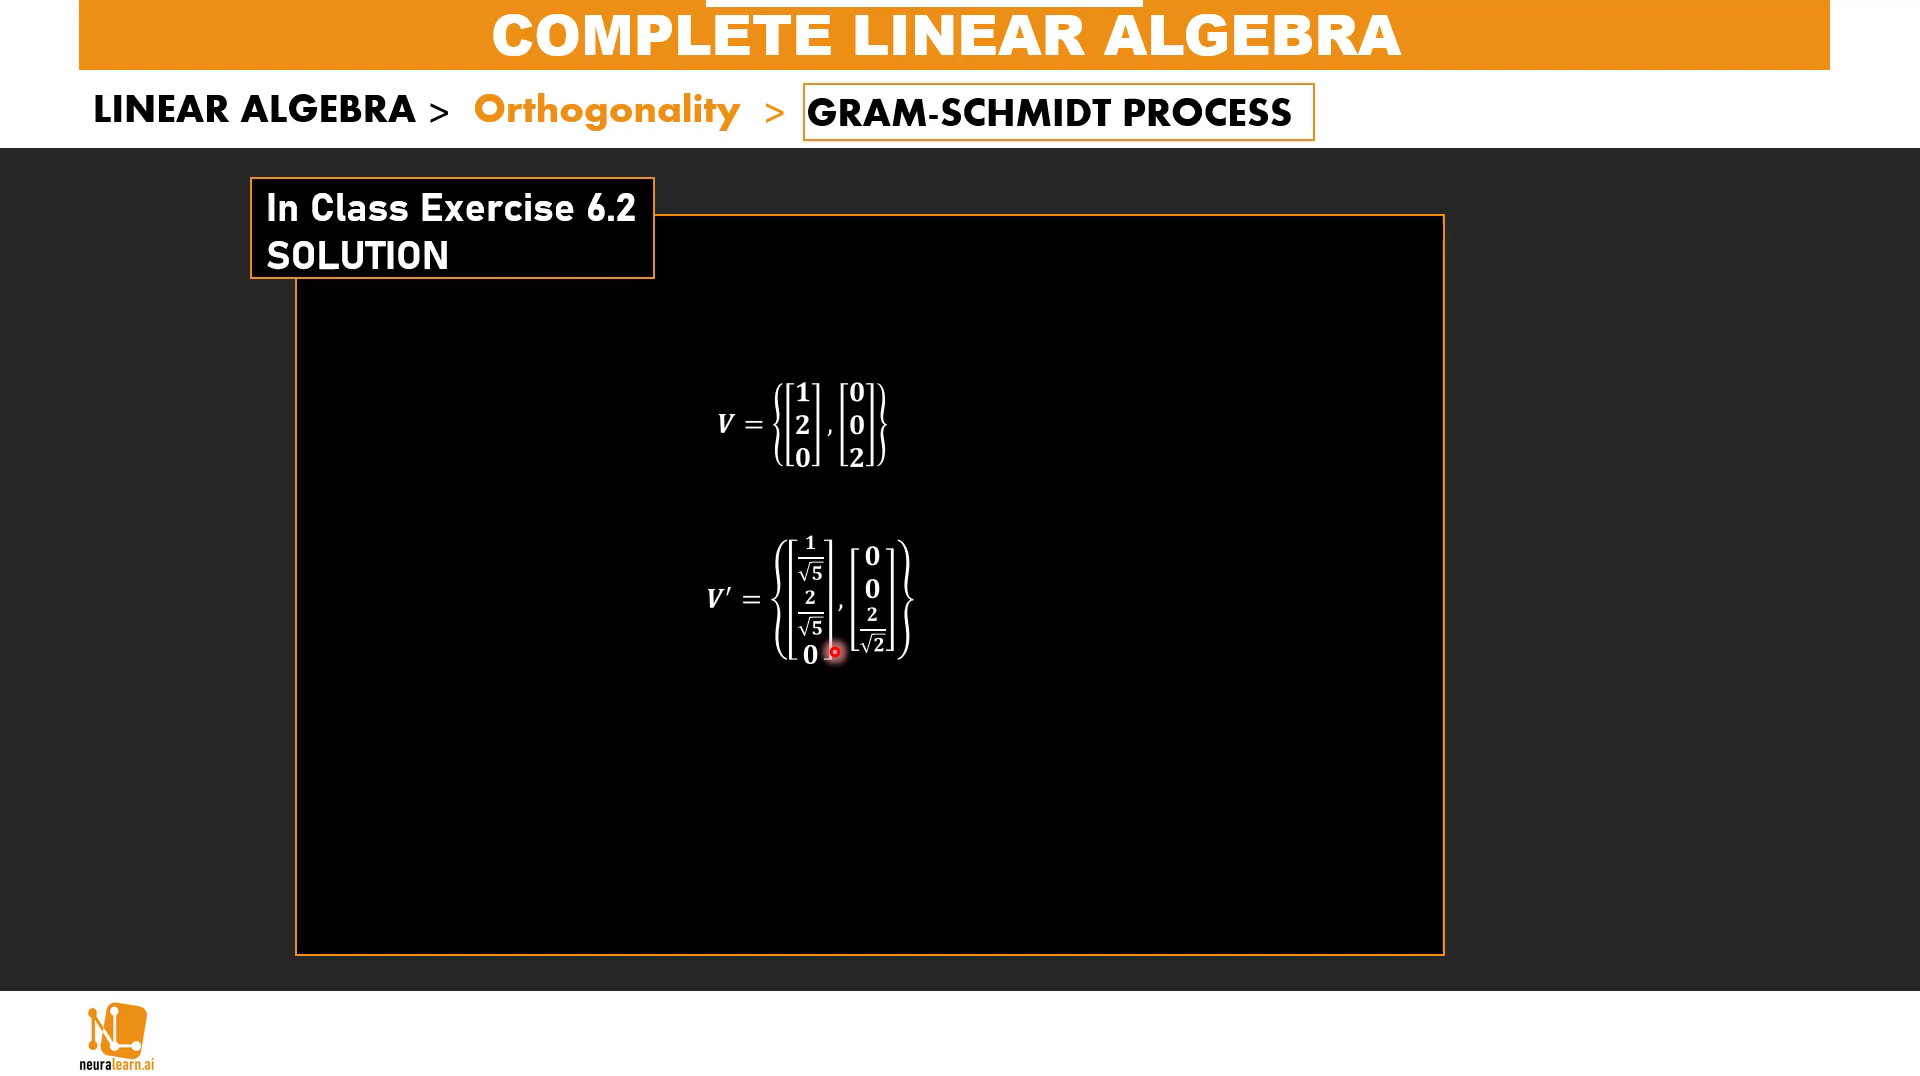 COMPLETE LINEAR ALGEBRA
LINEAR ALGEBRA > Orthogonality > GRAM-SCHMIDT PROCESS
In Class Exercise 6.2
SOLUTION
V = {[1 2 0], [0 0 2]}
V′ = {[1/√5 2/√5 0], [0 0 2/√2]}
neuralearn.ai